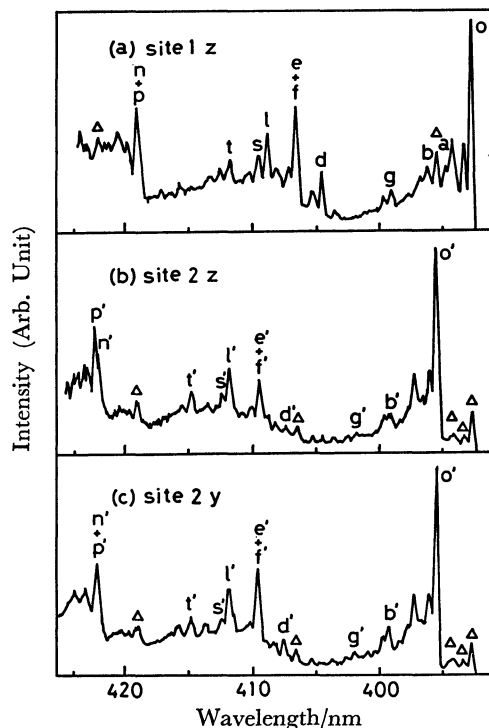 Intensity (Arb. Unit)
(a) site 1 z
n
+
p
Δ
t
s
l
e
+
f
d
g
b
Δ
a
o
(b) site 2 z
p'
n'
Δ
t'
s'
l'
e'
+
f'
d'
Δ
g'
b'
o'
Δ
Δ
Δ
(c) site 2 y
n'
+
p'
Δ
t'
s'
l'
e'
+
f'
d'
Δ
g'
b'
o'
Δ
Δ
Δ
420 410 400
Wavelength/nm